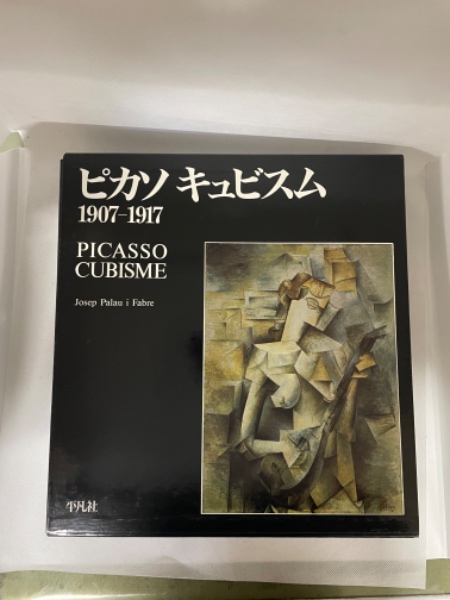 ピカソ キュビスム
1907-1917
PICASSO
CUBISME
Josep Palau i Fabre
平凡社